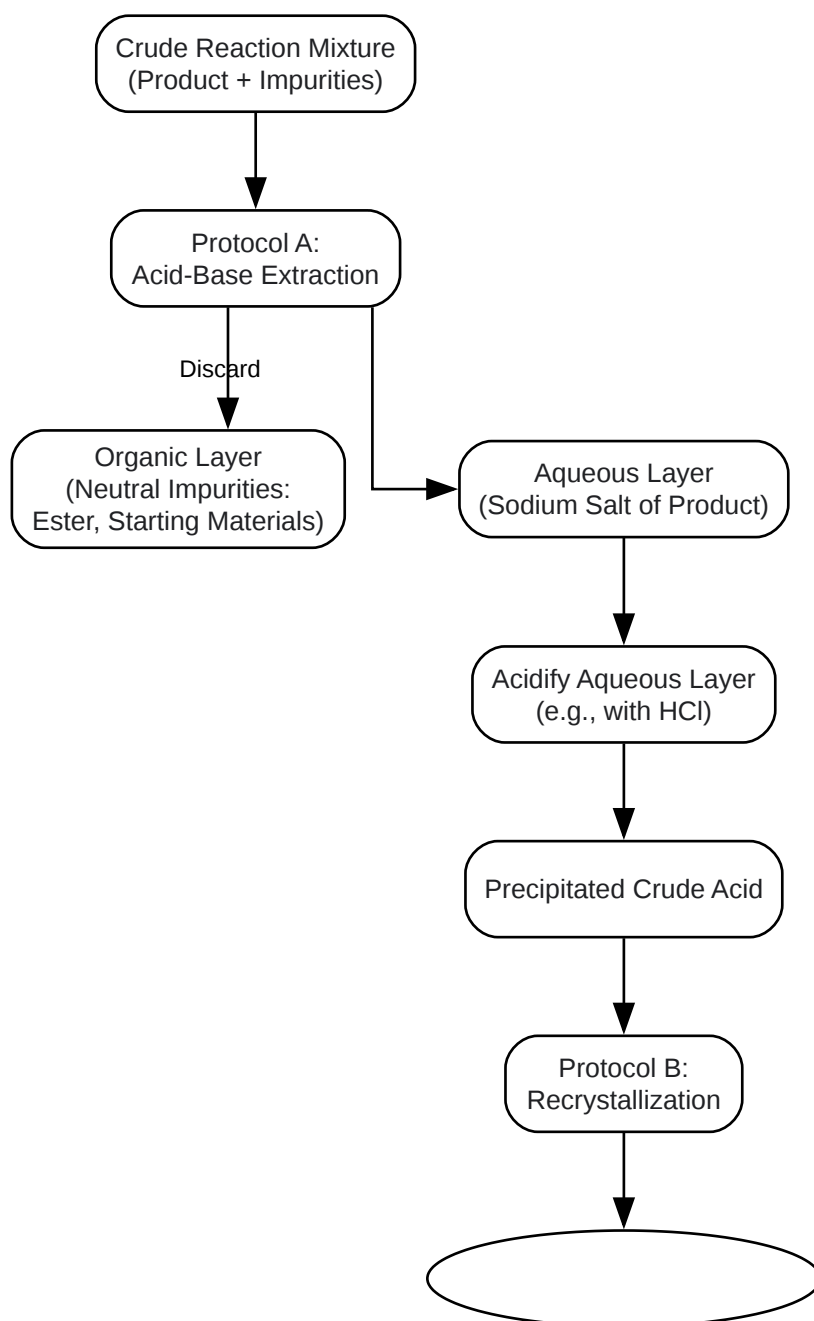 Crude Reaction Mixture
(Product + Impurities)
Protocol A:
Acid-Base Extraction
Discard
Organic Layer
(Neutral Impurities:
Ester, Starting Materials)
Aqueous Layer
(Sodium Salt of Product)
Acidify Aqueous Layer
(e.g., with HCl)
Precipitated Crude Acid
Protocol B:
Recrystallization